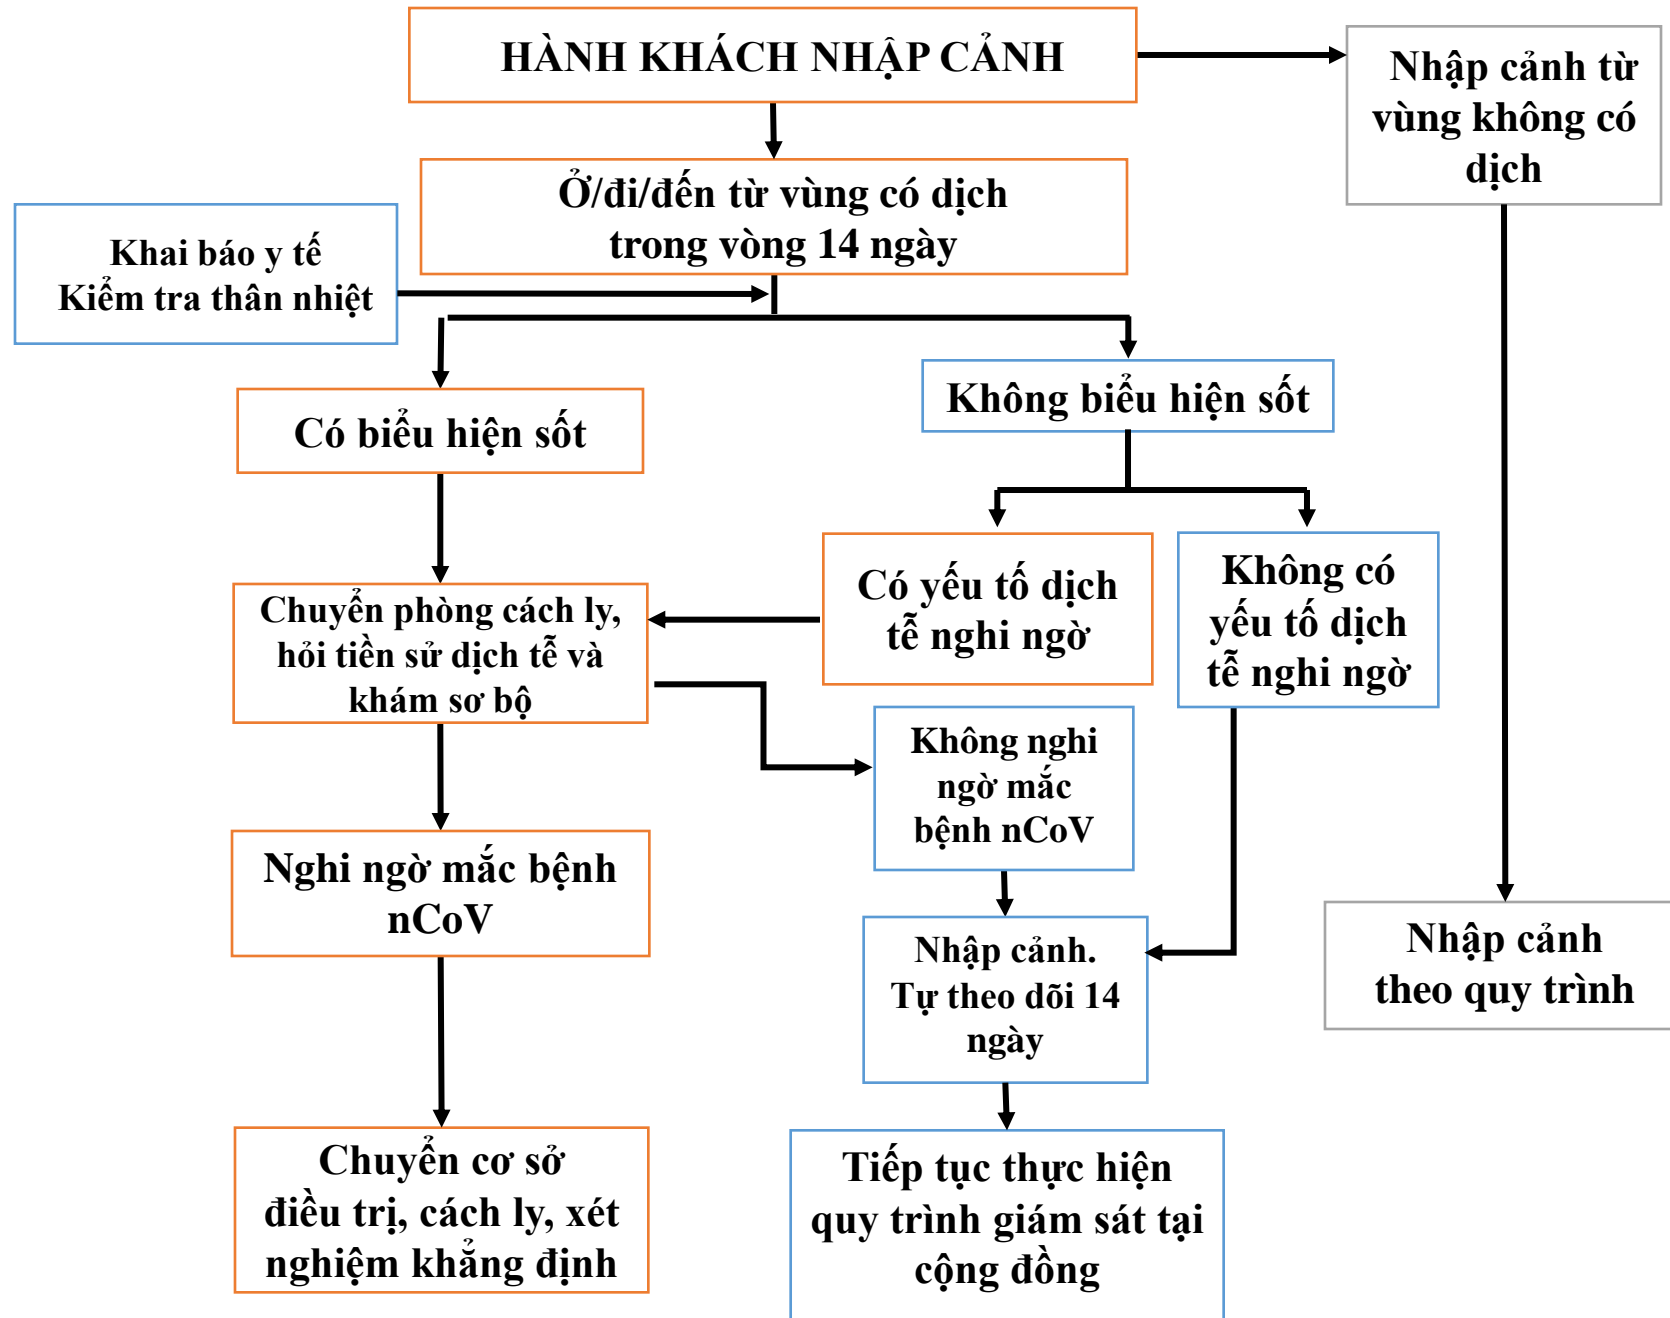 HÀNH KHÁCH NHẬP CẢNH
Nhập cảnh từ
vùng không có
dịch
Ở/đi/đến từ vùng có dịch
trong vòng 14 ngày
Khai báo y tế
Kiểm tra thân nhiệt
Có biểu hiện sốt
Không biểu hiện sốt
Chuyển phòng cách ly,
hỏi tiền sử dịch tễ và
khám sơ bộ
Có yếu tố dịch
tễ nghi ngờ
Không có
yếu tố dịch
tễ nghi ngờ
Không nghi
ngờ mắc
bệnh nCoV
Nghi ngờ mắc bệnh
nCoV
Nhập cảnh.
Tự theo dõi 14
ngày
Nhập cảnh
theo quy trình
Chuyển cơ sở
điều trị, cách ly, xét
nghiệm khẳng định
Tiếp tục thực hiện
quy trình giám sát tại
cộng đồng